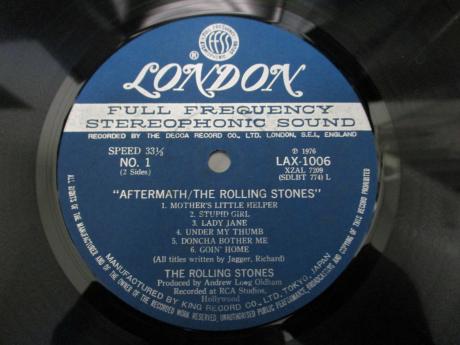 FULL FREQUENCY STEREOPHONIC SOUND
FFSS
®
LONDON
FULL FREQUENCY
STEREOPHONIC SOUND
RECORDED BY THE DECCA RECORD CO., LTD. LONDON, S.E.I., ENGLAND
SPEED 33⅓
NO. 1
(2 Sides)
Ⓟ 1976
LAX-1006
XZAL 7209
(SDLBT 774) L
"AFTERMATH/THE ROLLING STONES"
1. MOTHER'S LITTLE HELPER
2. STUPID GIRL
3. LADY JANE
4. UNDER MY THUMB
5. DONCHA BOTHER ME
6. GOIN' HOME
(All titles written by Jagger, Richard)
THE ROLLING STONES
Produced by Andrew Loog Oldham
Recorded at RCA Studios,
Hollywood
MANUFACTURED BY KING RECORD CO., LTD, TOKYO, JAPAN
ALL RIGHTS OF THE MANUFACTURER AND OF THE OWNER OF THE RECORDED WORK RESERVED. UNAUTHORISED PUBLIC PERFORMANCE, BROADCASTING AND COPYING OF THIS RECORD PROHIBITED